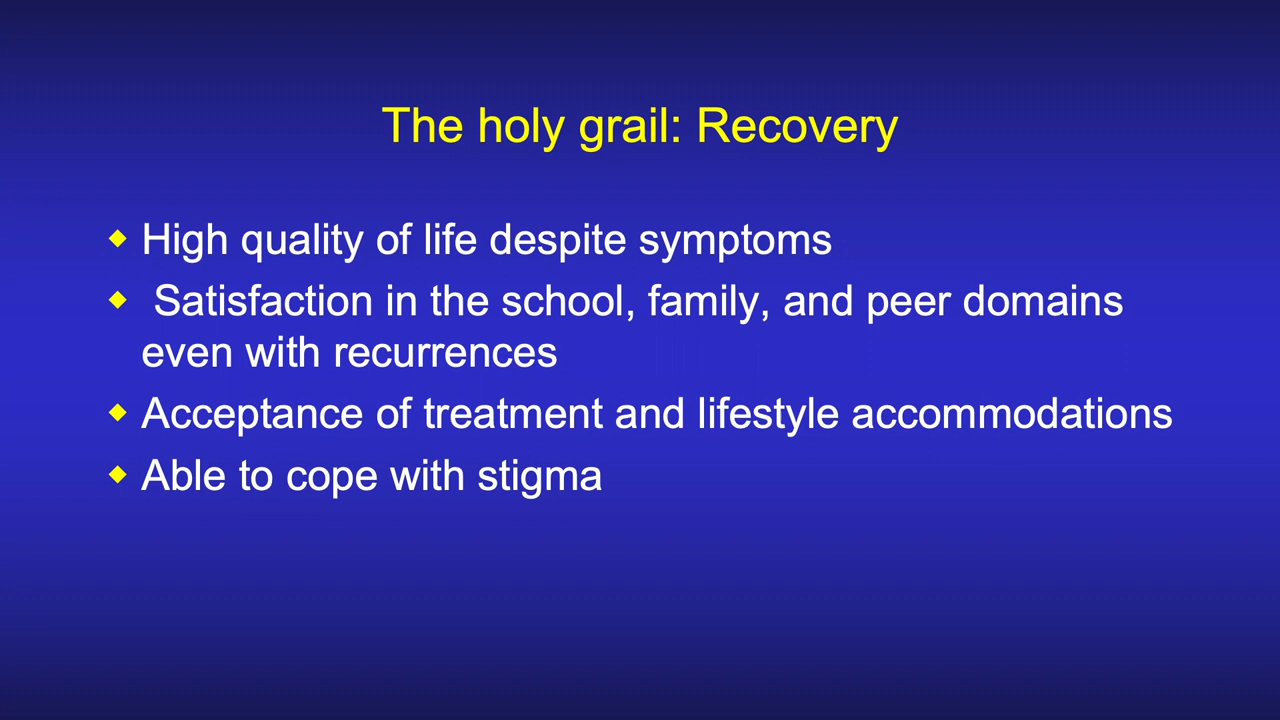 The holy grail: Recovery
◆ High quality of life despite symptoms
◆ Satisfaction in the school, family, and peer domains
even with recurrences
◆ Acceptance of treatment and lifestyle accommodations
◆ Able to cope with stigma